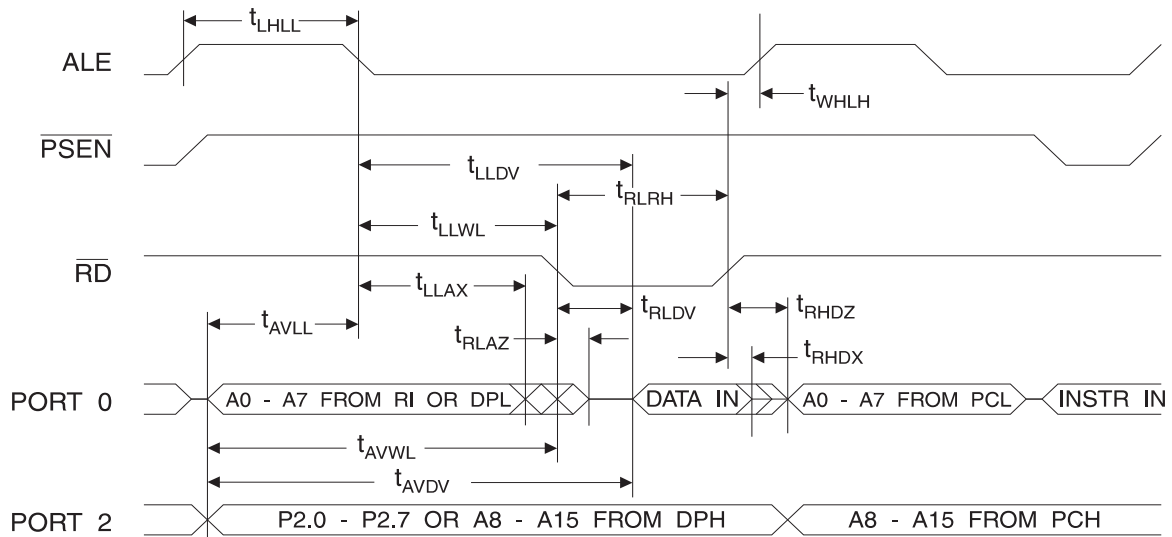 tLHLL
ALE
tWHLH
PSEN
tLLDV
tRLRH
tLLWL
RD
tLLAX
tRLDV
tRHDZ
tAVLL
tRLAZ
tRHDX
PORT 0
A0 - A7 FROM RI OR DPL
DATA IN
A0 - A7 FROM PCL
INSTR IN
tAVWL
tAVDV
PORT 2
P2.0 - P2.7 OR A8 - A15 FROM DPH
A8 - A15 FROM PCH